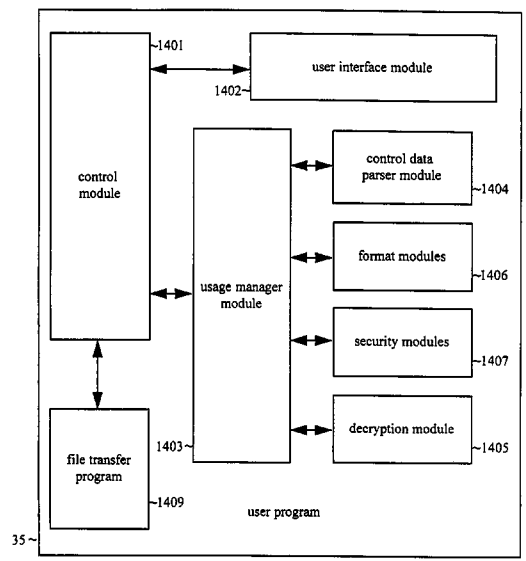 ~1401
user interface module
1402~
control
module
control data
parser module
~1404
format modules
~1406
usage manager
module
security modules
~1407
decryption module
~1405
1403~
file transfer
program
~1409
user program
35~